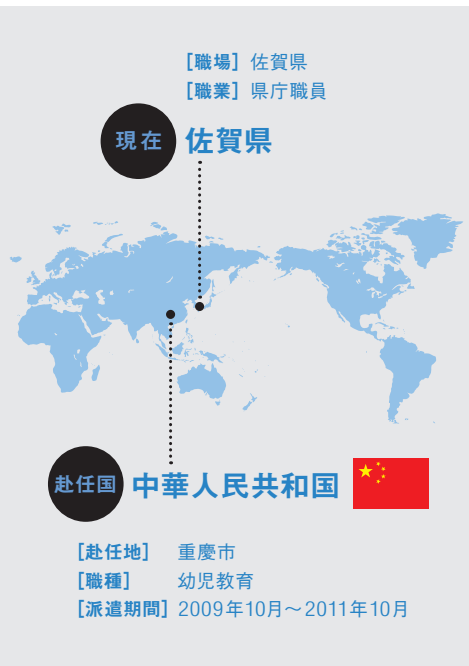 [職場] 佐賀県
[職業] 県庁職員
現在 佐賀県
赴任国 中華人民共和国
[赴任地] 重慶市
[職種] 幼児教育
[派遣期間] 2009年10月～2011年10月